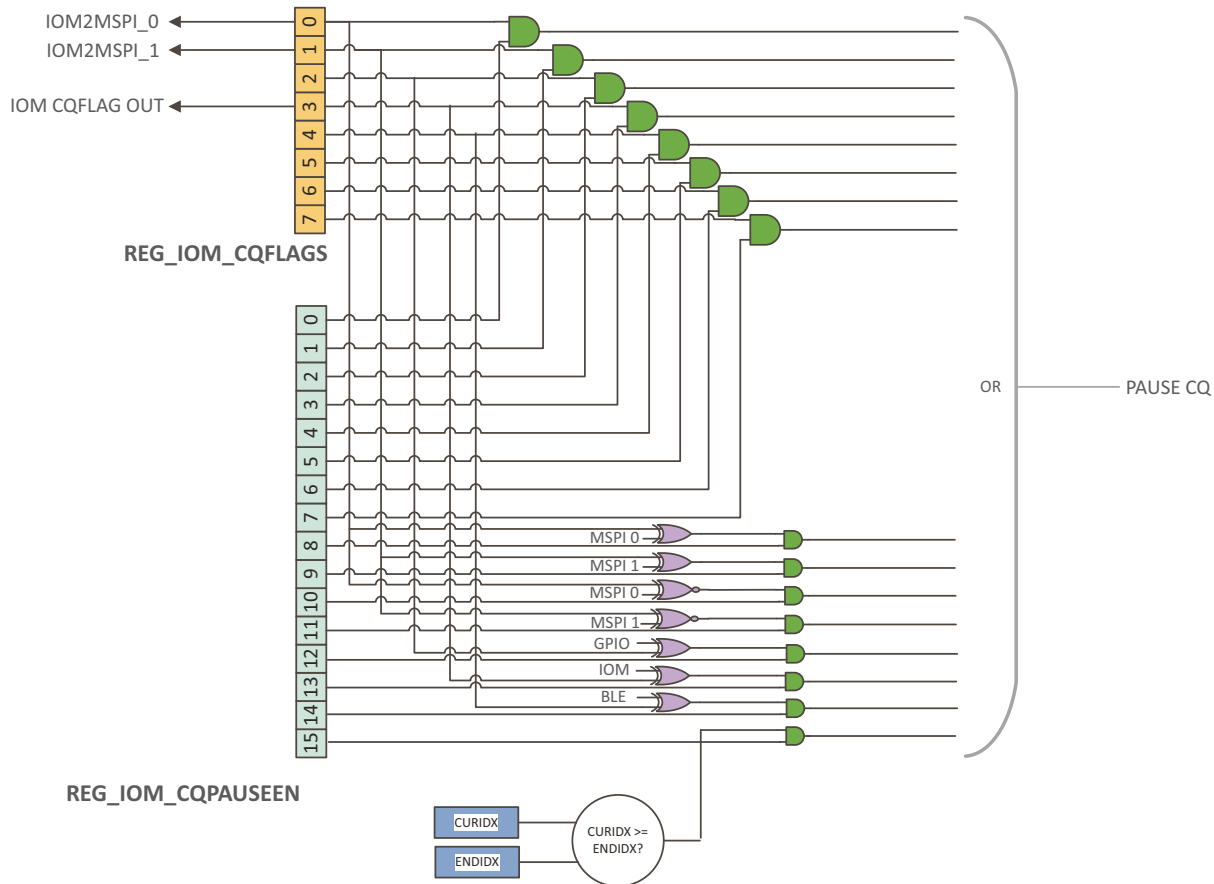 IOM2MSPI_0
IOM2MSPI_1
IOM CQFLAG OUT
0
1
2
3
4
5
6
7
REG_IOM_CQFLAGS
0
1
2
3
4
5
6
7
8
9
10
11
12
13
14
15
REG_IOM_CQPAUSEEN
MSPI 0
MSPI 1
MSPI 0
MSPI 1
GPIO
IOM
BLE
CURIDX
ENDIDX
CURIDX >=
ENDIDX?
OR
PAUSE CQ